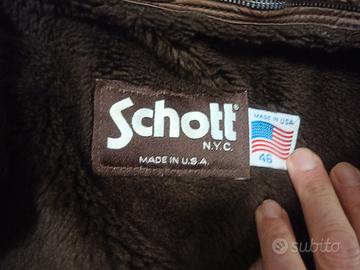 Schott®
N.Y.C.
MADE IN U.S.A.
MADE IN USA
46
subito